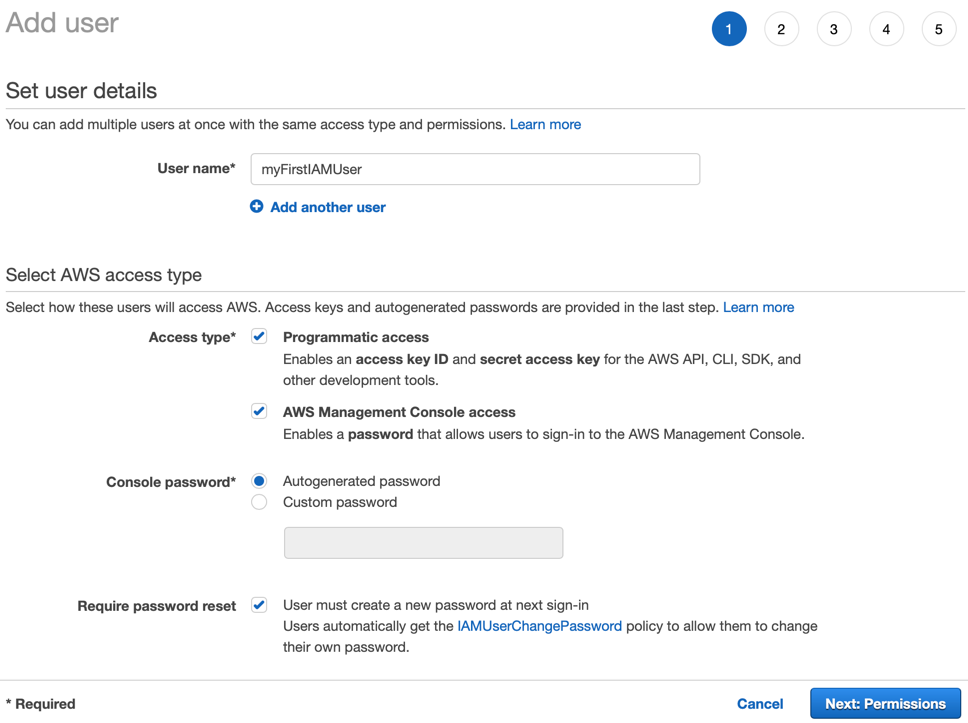 Add user
1 2 3 4 5
Set user details
You can add multiple users at once with the same access type and permissions. Learn more
User name* myFirstIAMUser
Add another user
Select AWS access type
Select how these users will access AWS. Access keys and autogenerated passwords are provided in the last step. Learn more
Access type* Programmatic access
Enables an access key ID and secret access key for the AWS API, CLI, SDK, and
other development tools.
AWS Management Console access
Enables a password that allows users to sign-in to the AWS Management Console.
Console password* Autogenerated password
Custom password
Require password reset User must create a new password at next sign-in
Users automatically get the IAMUserChangePassword policy to allow them to change
their own password.
* Required Cancel Next: Permissions